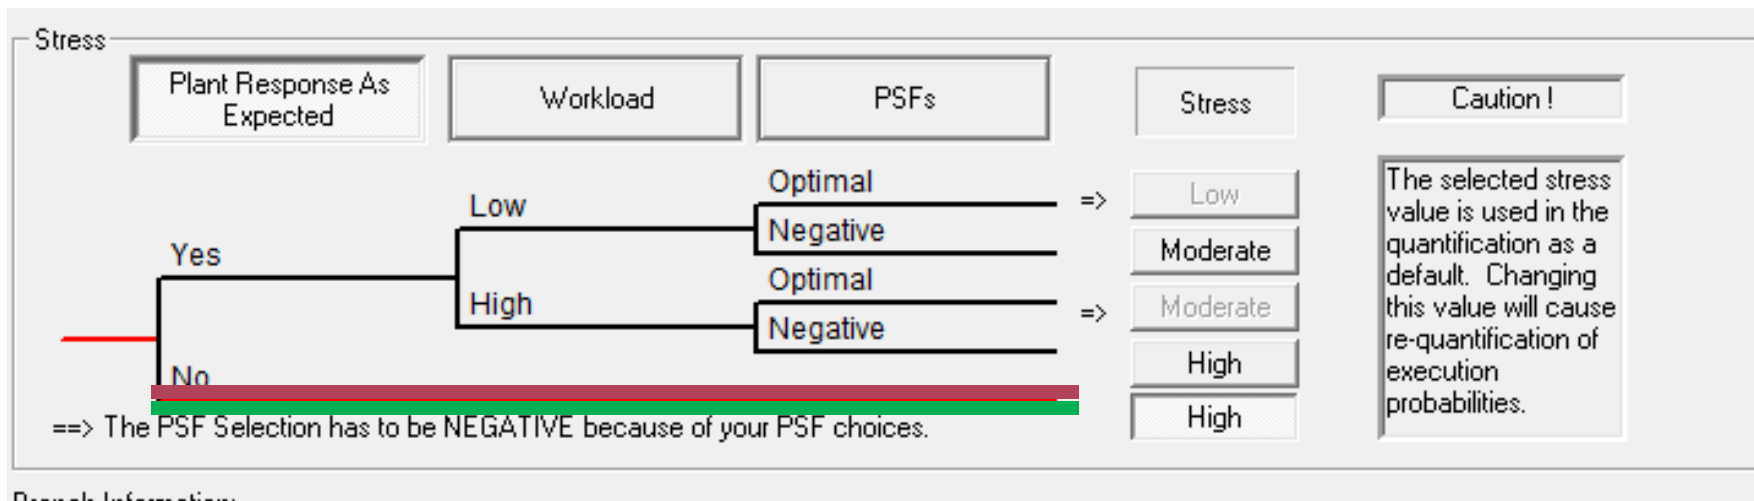 Stress
Plant Response As
Expected
Workload
PSFs
Stress
Caution !
Optimal
Low
=>
Low
Negative
Yes
Moderate
Optimal
High
=>
Moderate
Negative
High
No
High
==> The PSF Selection has to be NEGATIVE because of your PSF choices.
The selected stress
value is used in the
quantification as a
default. Changing
this value will cause
re-quantification of
execution
probabilities.
Branch Information: